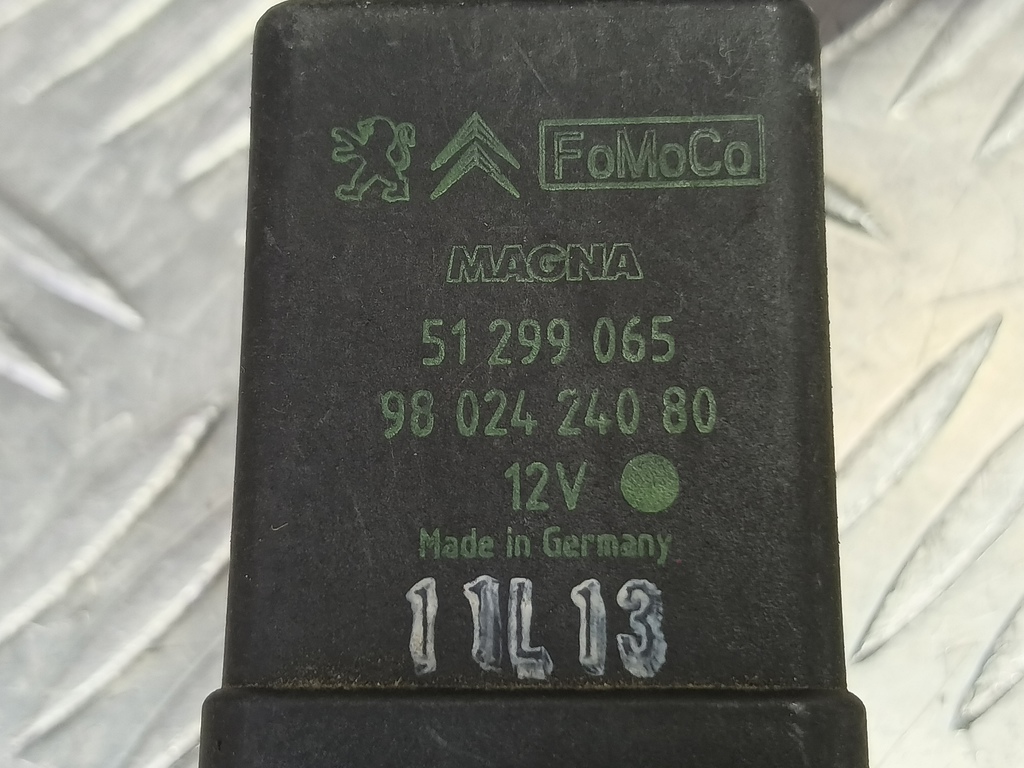 FoMoCo
MAGNA
51 299 065
98 024 240 80
12V
Made in Germany
11L13